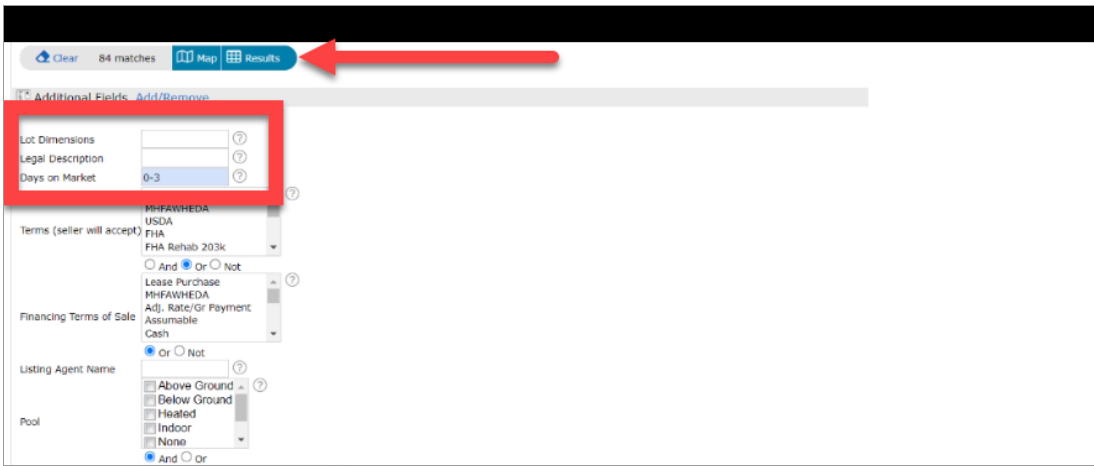 Clear 84 matches Map Results
Additional Fields Add/Remove
Lot Dimensions
Legal Description
Days on Market 0-3
MHFAWHEDA
USDA
Terms (seller will accept) FHA
FHA Rehab 203k
And Or Not
Lease Purchase
MHFAWHEDA
Adj. Rate/Gr Payment
Financing Terms of Sale Assumable
Cash
Or Not
Listing Agent Name
Above Ground
Below Ground
Heated
Pool Indoor
None
And Or